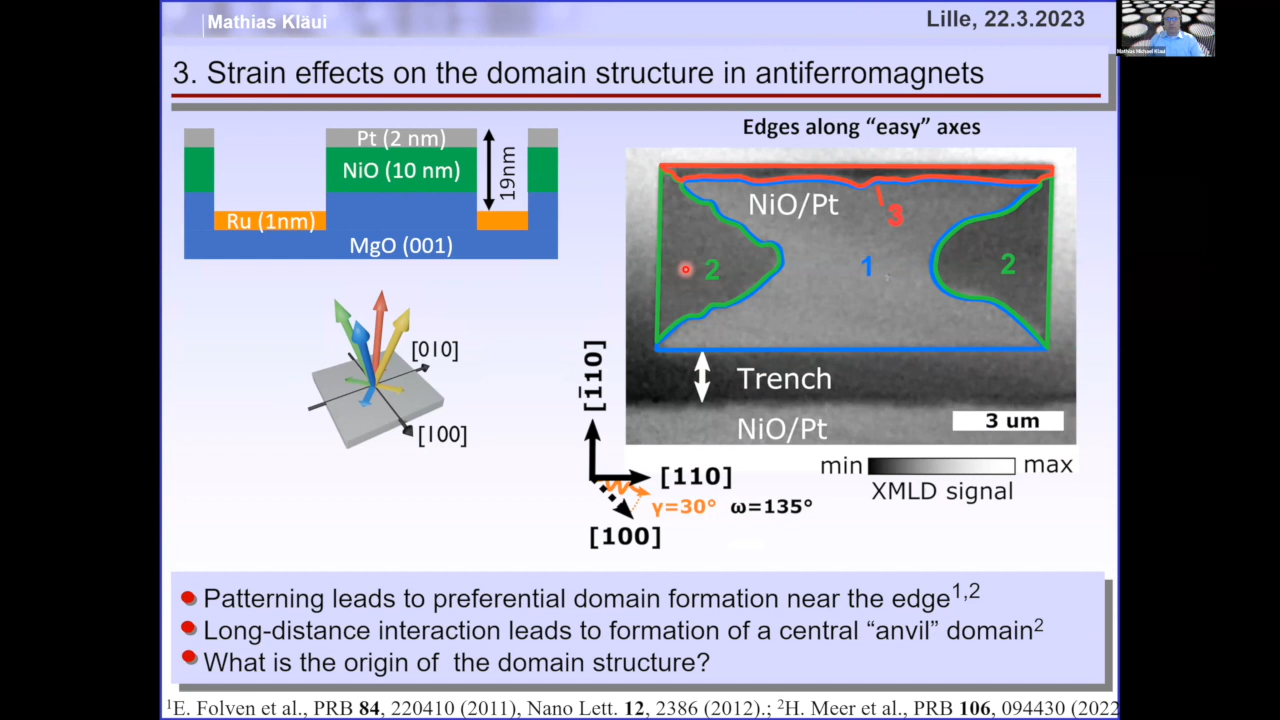 Mathias Kläui
Lille, 22.3.2023
Mathias Michael Kläui
3. Strain effects on the domain structure in antiferromagnets
Pt (2 nm)
NiO (10 nm)
19nm
Ru (1nm)
MgO (001)
[010]
[100]
Edges along “easy” axes
NiO/Pt
3
2
1
2
Trench
NiO/Pt
3 um
[1̅10]
[110]
γ=30° ω=135°
[100]
min
max
XMLD signal
Patterning leads to preferential domain formation near the edge1,2
Long-distance interaction leads to formation of a central “anvil” domain2
What is the origin of the domain structure?
1E. Folven et al., PRB 84, 220410 (2011), Nano Lett. 12, 2386 (2012).; 2H. Meer et al., PRB 106, 094430 (2022